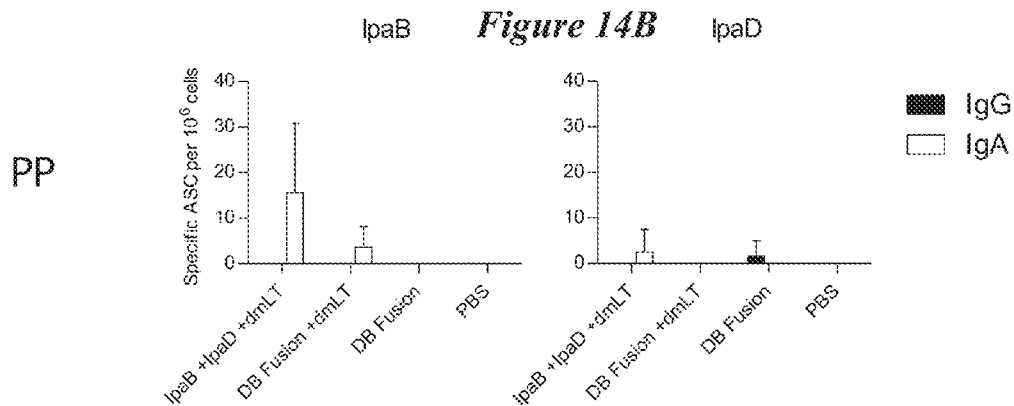 Figure 14B
IpaB
IpaD
PP
Specific ASC per 10⁶ cells
40
30
20
10
0
IpaB +IpaD +dmLT
DB Fusion +dmLT
DB Fusion
PBS
40
30
20
10
0
IpaB +IpaD +dmLT
DB Fusion +dmLT
DB Fusion
PBS
IgG
IgA